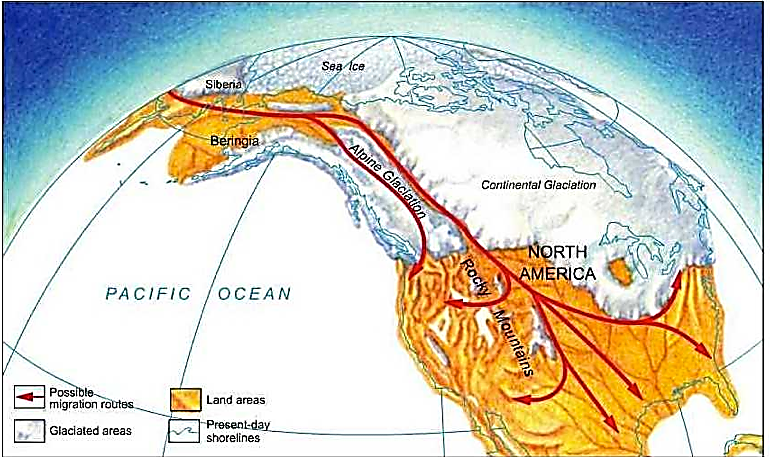 Sea Ice
Siberia
Beringia
Alpine Glaciation
Continental Glaciation
NORTH
AMERICA
Rocky Mountains
PACIFIC OCEAN
Possible
migration routes
Land areas
Glaciated areas
Present-day
shorelines